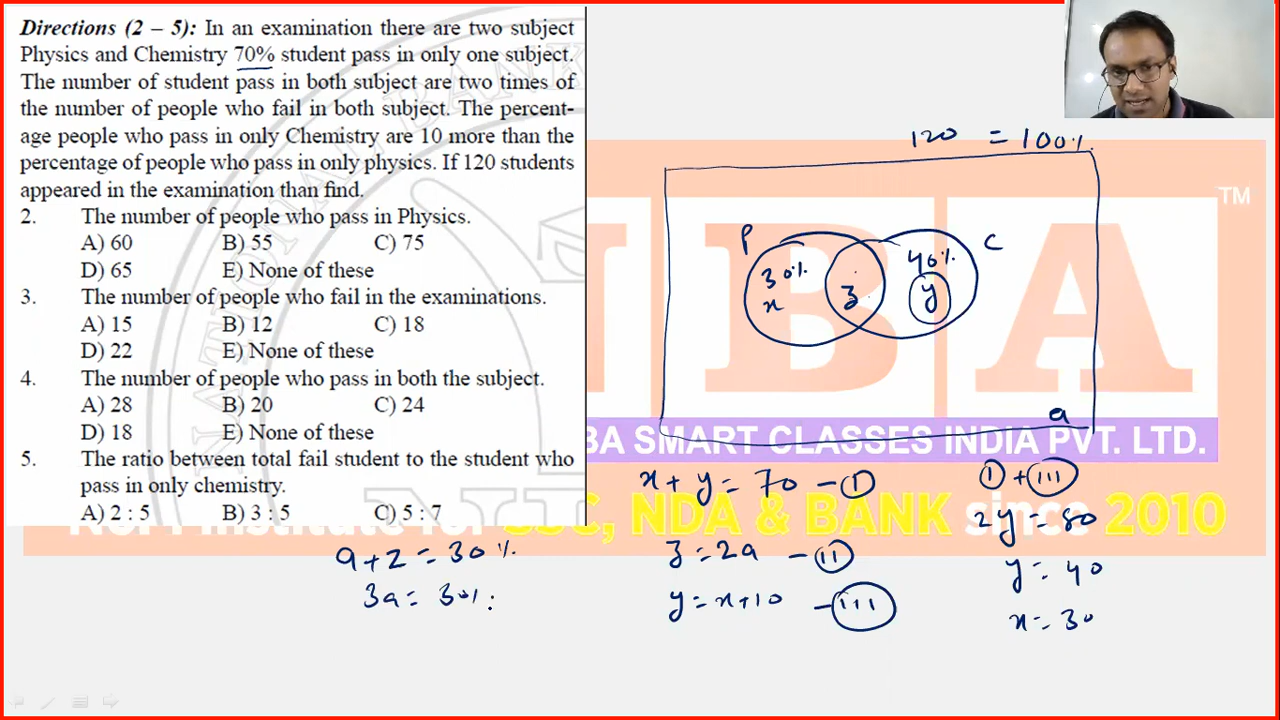 Directions (2 – 5): In an examination there are two subject
Physics and Chemistry 70% student pass in only one subject.
The number of student pass in both subject are two times of
the number of people who fail in both subject. The percent-
age people who pass in only Chemistry are 10 more than the
percentage of people who pass in only physics. If 120 students
appeared in the examination than find.
2. The number of people who pass in Physics.
A) 60 B) 55 C) 75
D) 65 E) None of these
3. The number of people who fail in the examinations.
A) 15 B) 12 C) 18
D) 22 E) None of these
4. The number of people who pass in both the subject.
A) 28 B) 20 C) 24
D) 18 E) None of these
5. The ratio between total fail student to the student who
pass in only chemistry.
A) 2 : 5 B) 3 : 5 C) 5 : 7
120 = 100%
TM
P C
30% 40%
x z y
a
BA
BA SMART CLASSES INDIA PVT. LTD.
SSC, NDA & BANK since 2010
x + y = 70 – (I)
z = 2a – (II)
y = x + 10 – (III)
(I) + (III)
2y = 80
y = 40
x = 30
a + z = 30%
3a = 30%